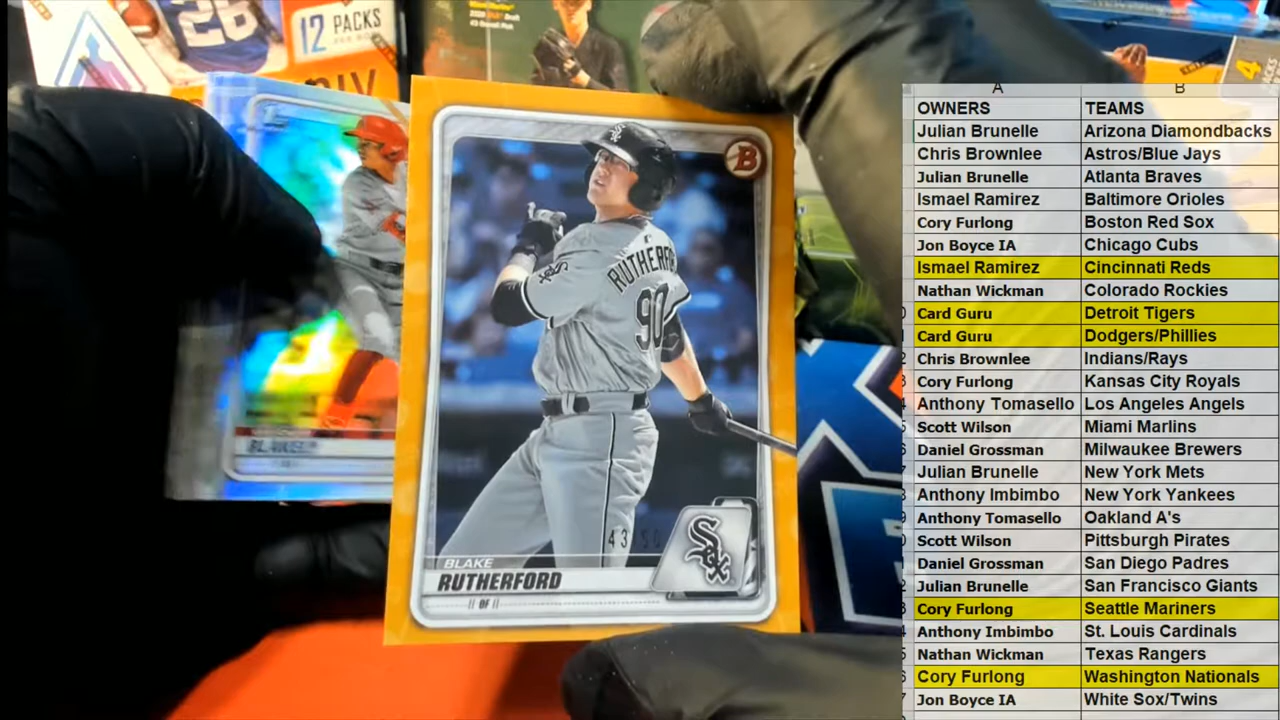 26
12 PACKS
4
B
RUTHERF
90
43/50
Sox
BLAKE
RUTHERFORD
OF
A B
OWNERS TEAMS
Julian Brunelle Arizona Diamondbacks
Chris Brownlee Astros/Blue Jays
Julian Brunelle Atlanta Braves
Ismael Ramirez Baltimore Orioles
Cory Furlong Boston Red Sox
Jon Boyce IA Chicago Cubs
Ismael Ramirez Cincinnati Reds
Nathan Wickman Colorado Rockies
Card Guru Detroit Tigers
Card Guru Dodgers/Phillies
Chris Brownlee Indians/Rays
Cory Furlong Kansas City Royals
Anthony Tomasello Los Angeles Angels
Scott Wilson Miami Marlins
Daniel Grossman Milwaukee Brewers
Julian Brunelle New York Mets
Anthony Imbimbo New York Yankees
Anthony Tomasello Oakland A's
Scott Wilson Pittsburgh Pirates
Daniel Grossman San Diego Padres
Julian Brunelle San Francisco Giants
Cory Furlong Seattle Mariners
Anthony Imbimbo St. Louis Cardinals
Nathan Wickman Texas Rangers
Cory Furlong Washington Nationals
Jon Boyce IA White Sox/Twins